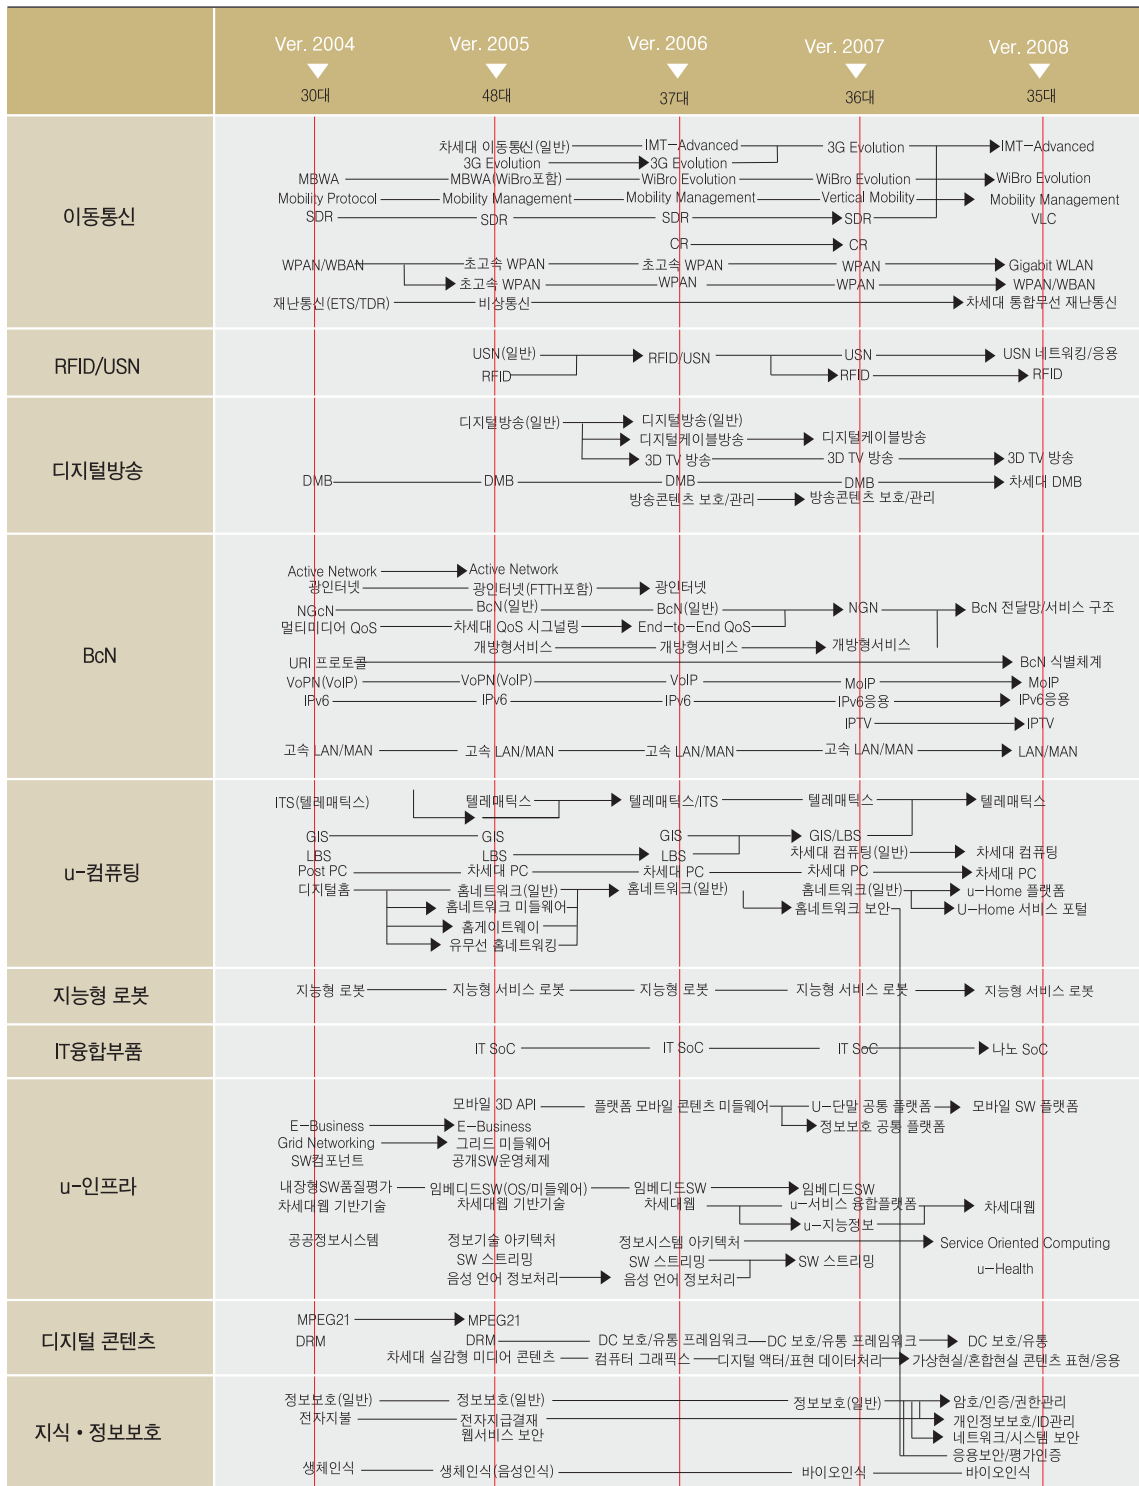 Ver. 2004 Ver. 2005 Ver. 2006 Ver. 2007 Ver. 2008
30대 48대 37대 36대 35대
이동통신
차세대 이동통신(일반) IMT-Advanced 3G Evolution IMT-Advanced
3G Evolution 3G Evolution
MBWA MBWA(WiBro포함) WiBro Evolution WiBro Evolution WiBro Evolution
Mobility Protocol Mobility Management Mobility Management Vertical Mobility Mobility Management
SDR SDR SDR SDR VLC
CR CR
WPAN/WBAN 초고속 WPAN 초고속 WPAN WPAN Gigabit WLAN
초고속 WPAN WPAN WPAN WPAN/WBAN
재난통신(ETS/TDR) 비상통신 차세대 통합무선 재난통신
RFID/USN
USN(일반) RFID/USN USN USN 네트워킹/응용
RFID RFID RFID
디지털방송
디지털방송(일반) 디지털방송(일반)
디지털케이블방송 디지털케이블방송
3D TV 방송 3D TV 방송 3D TV 방송
DMB DMB DMB DMB 차세대 DMB
방송콘텐츠 보호/관리 방송콘텐츠 보호/관리
BcN
Active Network Active Network
광인터넷 광인터넷(FTTH포함) 광인터넷
NGcN BcN(일반) BcN(일반) NGN BcN 전달망/서비스 구조
멀티미디어 QoS 차세대 QoS 시그널링 End-to-End QoS
개방형서비스 개방형서비스 개방형서비스
URI 프로토콜 BcN 식별체계
VoPN(VoIP) VoPN(VoIP) VoIP MoIP MoIP
IPv6 IPv6 IPv6 IPv6응용 IPv6응용
IPTV IPTV
고속 LAN/MAN 고속 LAN/MAN 고속 LAN/MAN 고속 LAN/MAN LAN/MAN
u-컴퓨팅
ITS(텔레매틱스) 텔레매틱스 텔레매틱스/ITS 텔레매틱스 텔레매틱스
GIS GIS GIS GIS/LBS
LBS LBS LBS 차세대 컴퓨팅(일반) 차세대 컴퓨팅
Post PC 차세대 PC 차세대 PC 차세대 PC 차세대 PC
디지털홈 홈네트워크(일반) 홈네트워크(일반) 홈네트워크(일반) u-Home 플랫폼
홈네트워크 미들웨어 홈네트워크 보안 U-Home 서비스 포털
홈게이트웨이
유무선 홈네트워킹
지능형 로봇
지능형 로봇 지능형 서비스 로봇 지능형 로봇 지능형 서비스 로봇 지능형 서비스 로봇
IT융합부품
IT SoC IT SoC IT SoC 나노 SoC
u-인프라
모바일 3D API 플랫폼 모바일 콘텐츠 미들웨어 U-단말 공통 플랫폼 모바일 SW 플랫폼
E-Business E-Business 정보보호 공통 플랫폼
Grid Networking 그리드 미들웨어
SW컴포넌트 공개SW운영체제
내장형SW품질평가 임베디드SW(OS/미들웨어) 임베디드SW 임베디드SW
차세대웹 기반기술 차세대웹 기반기술 차세대웹 u-서비스 융합플랫폼 차세대웹
u-지능정보
공공정보시스템 정보기술 아키텍처 정보시스템 아키텍처 Service Oriented Computing
SW 스트리밍 SW 스트리밍 SW 스트리밍 u-Health
음성 언어 정보처리 음성 언어 정보처리
디지털 콘텐츠
MPEG21 MPEG21
DRM DRM DC 보호/유통 프레임워크 DC 보호/유통 프레임워크 DC 보호/유통
차세대 실감형 미디어 콘텐츠 컴퓨터 그래픽스 디지털 액터/표현 데이터처리 가상현실/혼합현실 콘텐츠 표현/응용
지식•정보보호
정보보호(일반) 정보보호(일반) 정보보호(일반) 암호/인증/권한관리
전자지불 전자지급결재 개인정보보호/ID관리
웹서비스 보안 네트워크/시스템 보안
응용보안/평가인증
생체인식 생체인식(음성인식) 바이오인식 바이오인식